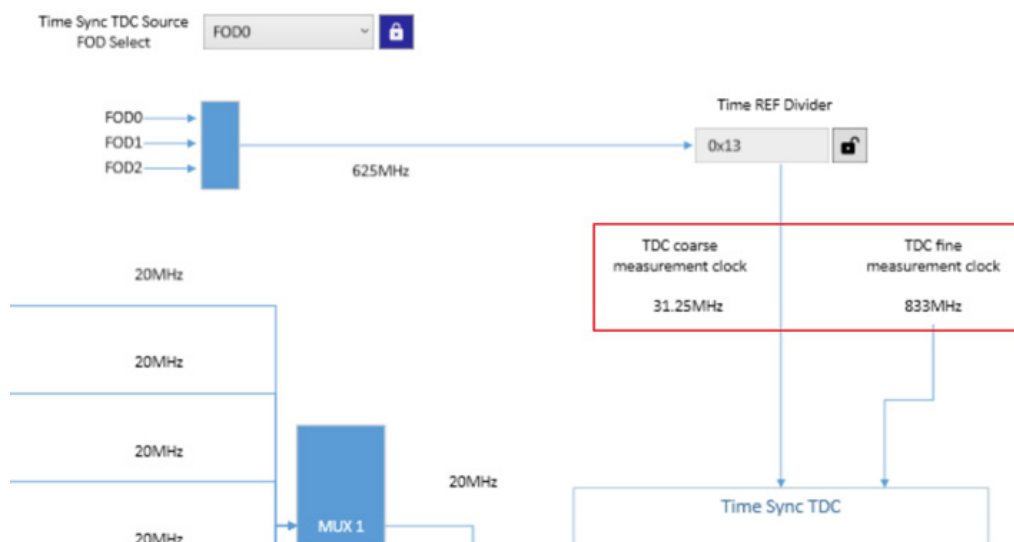 Time Sync TDC Source
FOD Select
FOD0
FOD0
FOD1
FOD2
625MHz
Time REF Divider
0x13
TDC coarse
measurement clock
31.25MHz
TDC fine
measurement clock
833MHz
20MHz
20MHz
20MHz
20MHz
MUX 1
20MHz
Time Sync TDC